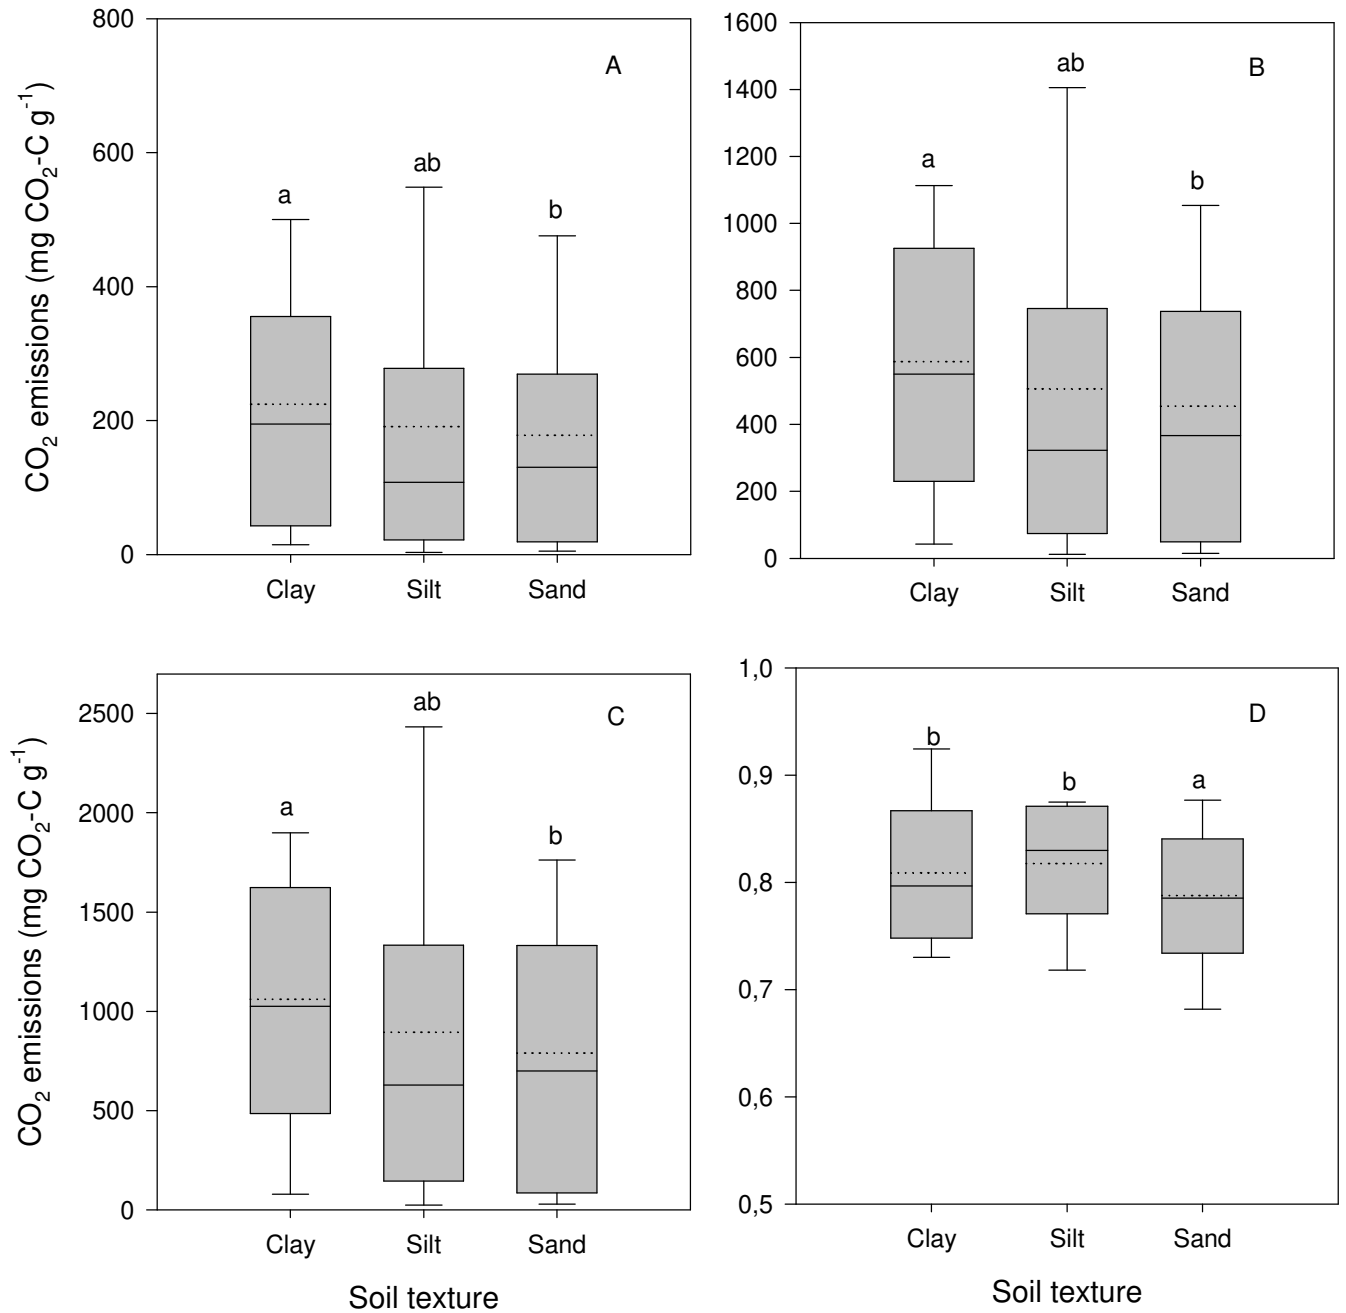 A
CO2 emissions (mg CO2-C g-1)
800
600
400
200
0
a
ab
b
Clay Silt Sand
B
1600
1400
1200
1000
800
600
400
200
0
a
ab
b
Clay Silt Sand
C
CO2 emissions (mg CO2-C g-1)
2500
2000
1500
1000
500
0
a
ab
b
Clay Silt Sand
Soil texture
D
1,0
0,9
0,8
0,7
0,6
0,5
b
b
a
Clay Silt Sand
Soil texture